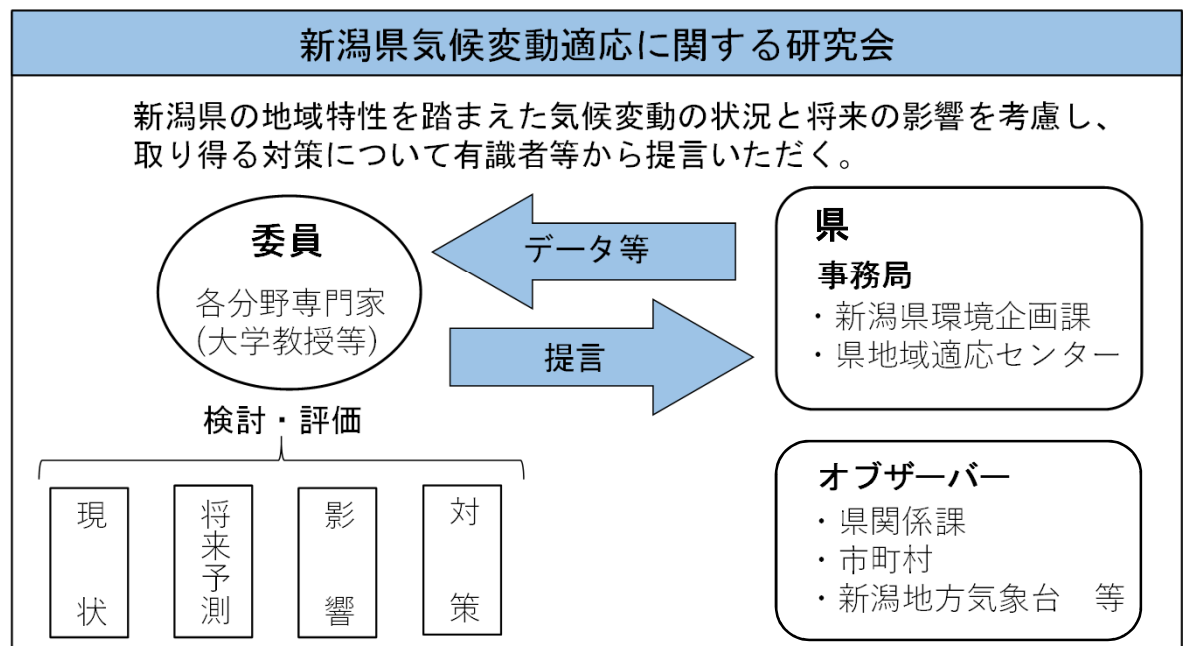 新潟県気候変動適応に関する研究会
新潟県の地域特性を踏まえた気候変動の状況と将来の影響を考慮し、
取り得る対策について有識者等から提言いただく。
委員
各分野専門家
(大学教授等)
データ等
提言
県
事務局
・新潟県環境企画課
・県地域適応センター
検討・評価
現状
将来予測
影響
対策
オブザーバー
・県関係課
・市町村
・新潟地方気象台　等